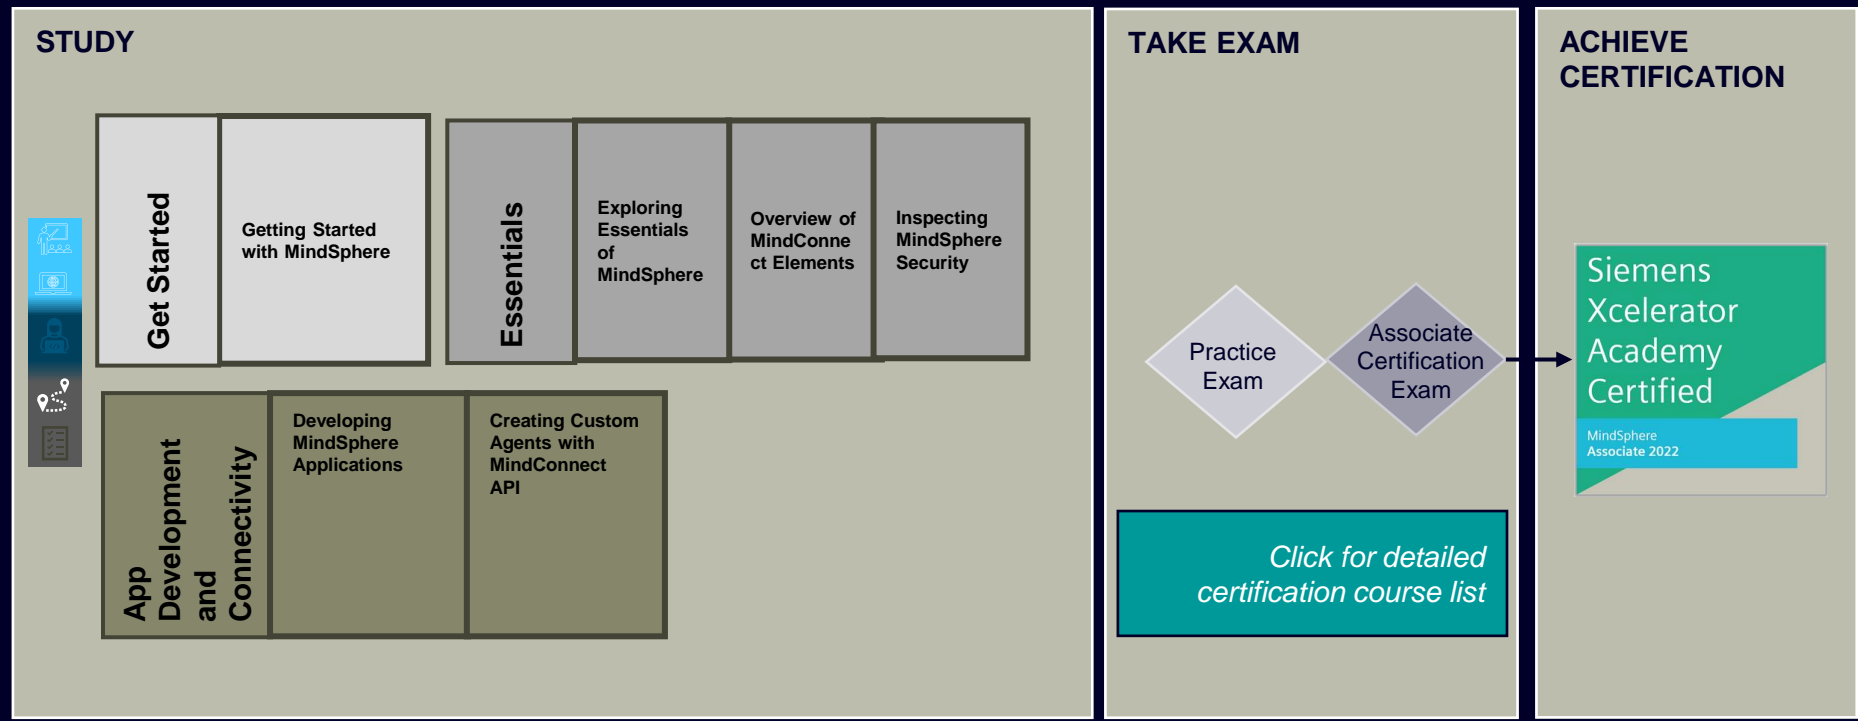 STUDY
Get Started
Getting Started
with MindSphere
Essentials
Exploring
Essentials
of
MindSphere
Overview of
MindConne
ct Elements
Inspecting
MindSphere
Security
App
Development
and
Connectivity
Developing
MindSphere
Applications
Creating Custom
Agents with
MindConnect
API
TAKE EXAM
Practice
Exam
Associate
Certification
Exam
Click for detailed
certification course list
ACHIEVE
CERTIFICATION
Siemens
Xcelerator
Academy
Certified
MindSphere
Associate 2022